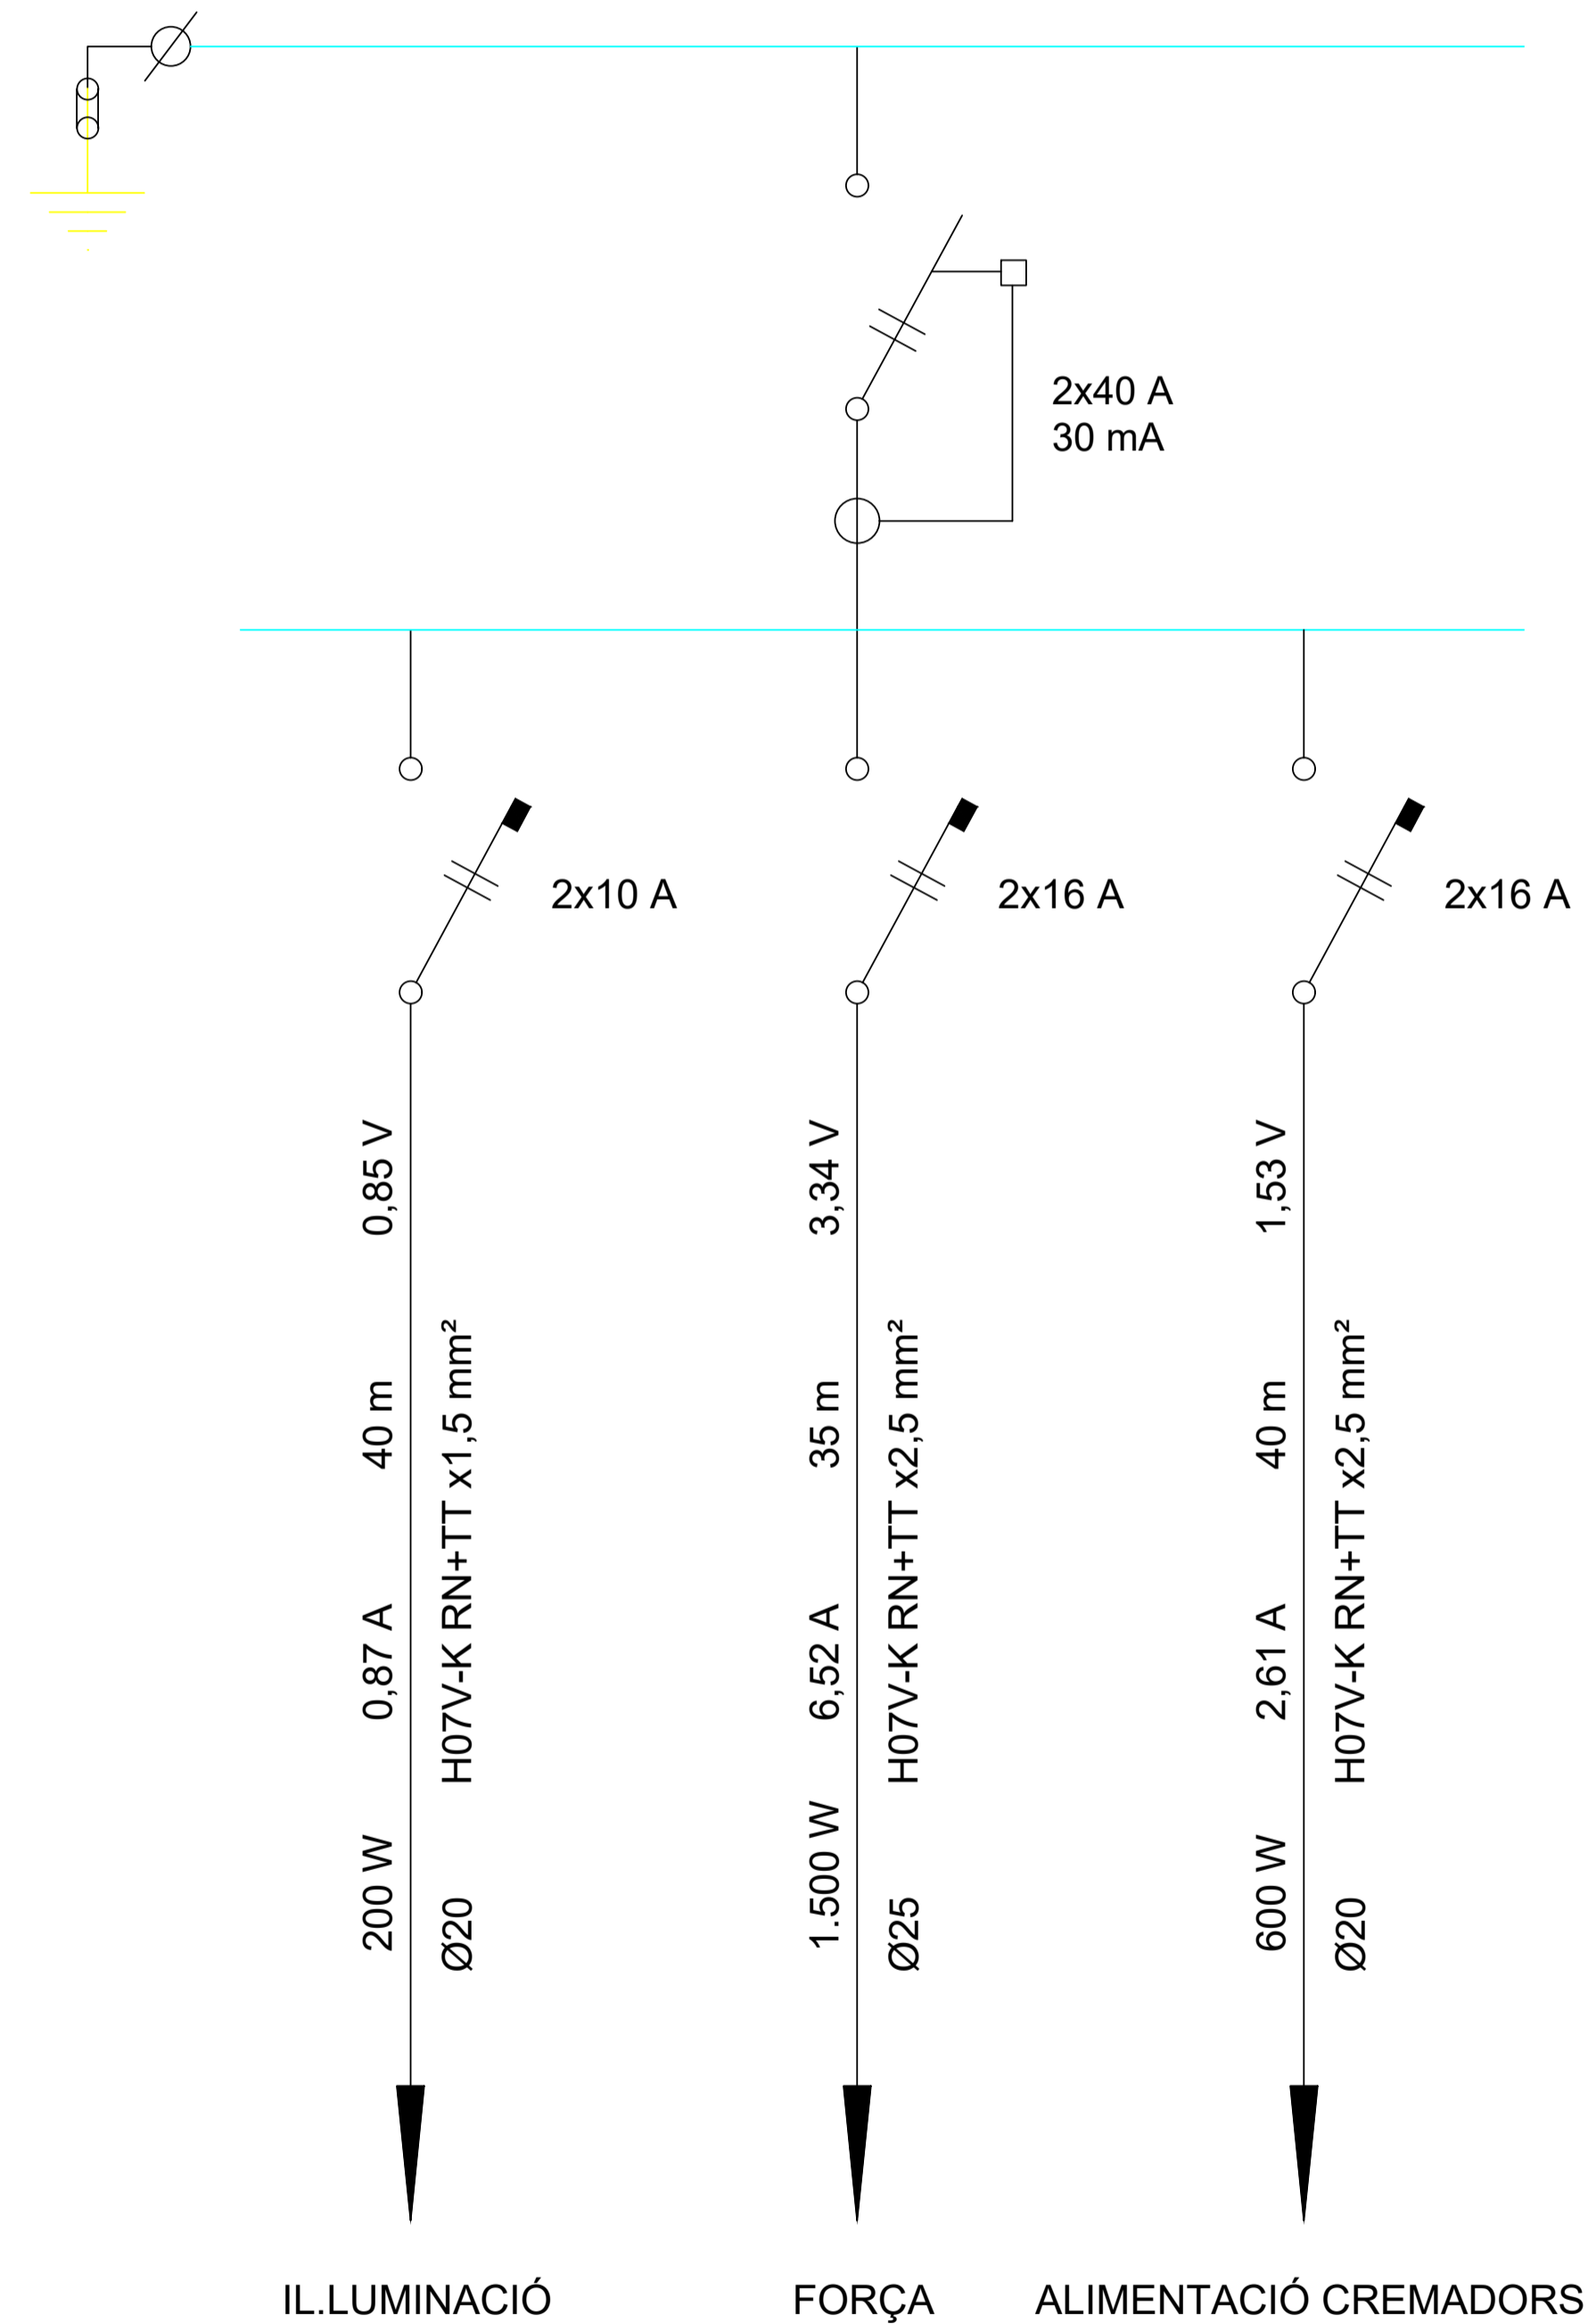 2x40 A
30 mA
2x10 A
2x16 A
2x16 A
200 W 0,87 A 40 m 0,85 V
Ø20 H07V-K RN+TT x1,5 mm²
1.500 W 6,52 A 35 m 3,34 V
Ø25 H07V-K RN+TT x2,5 mm²
600 W 2,61 A 40 m 1,53 V
Ø20 H07V-K RN+TT x2,5 mm²
IL.LUMINACIÓ
FORÇA
ALIMENTACIÓ CREMADORS